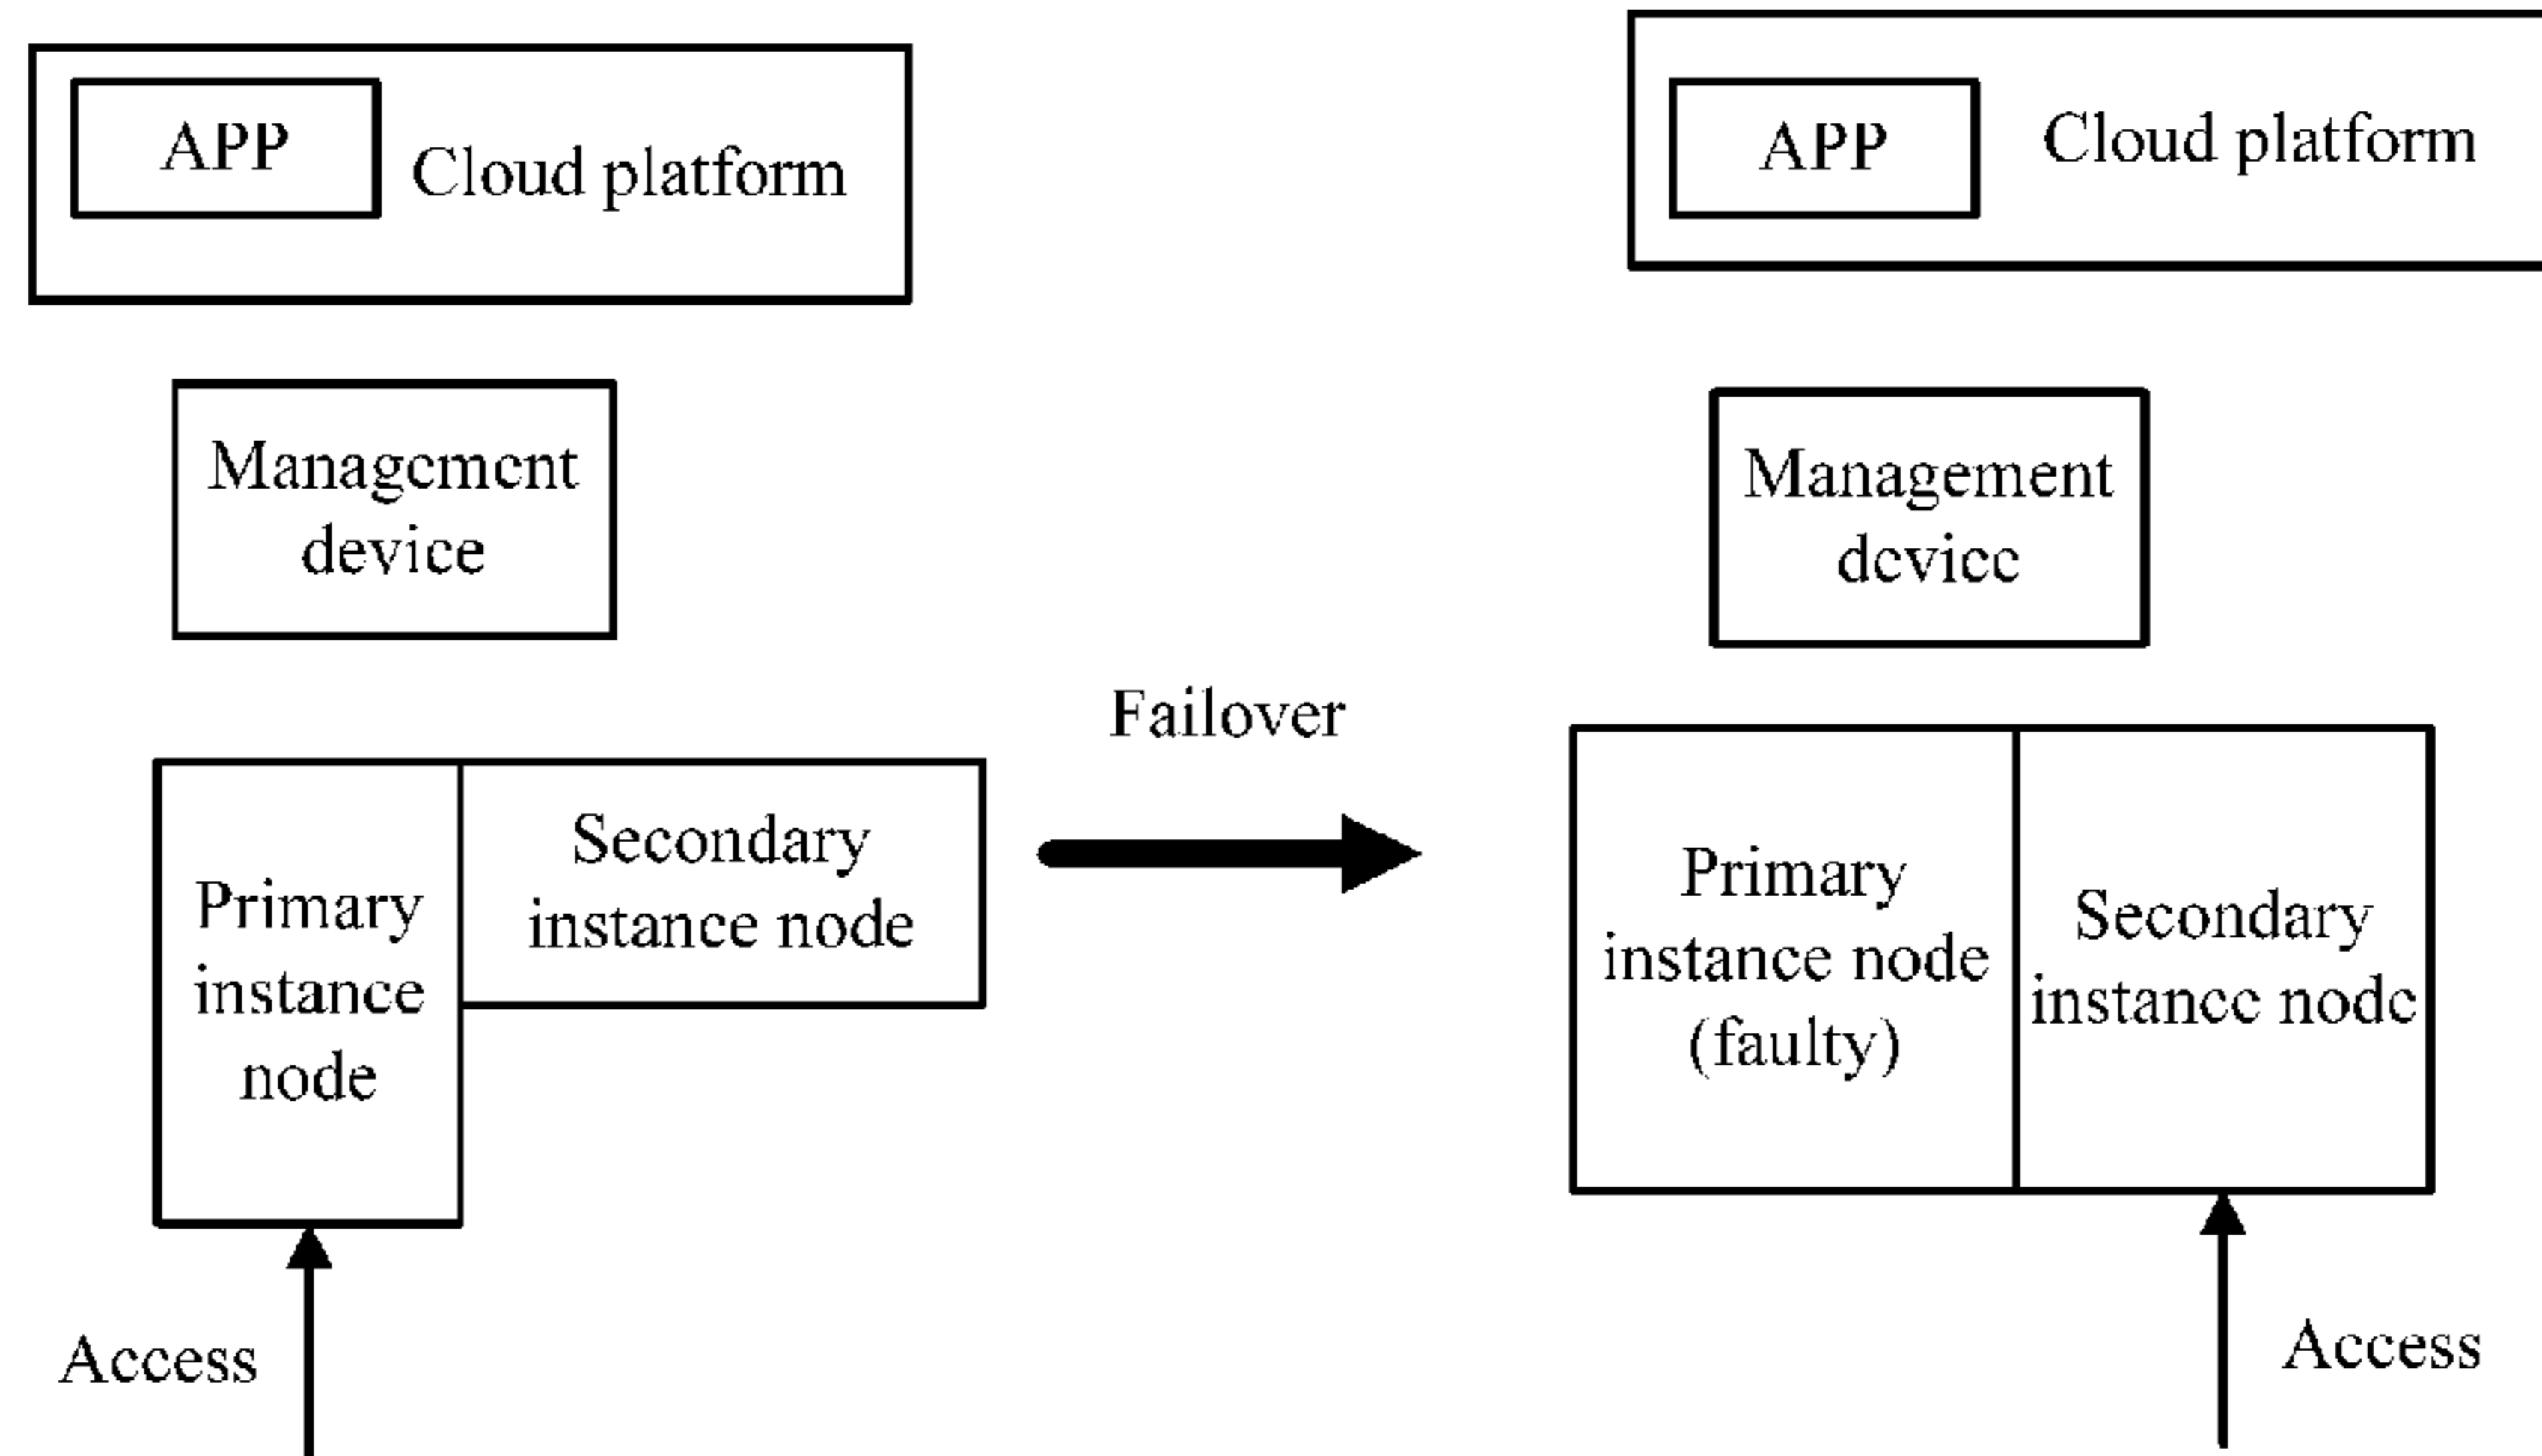 APP
Cloud platform
Management
device
Primary
instance
node
Secondary
instance node
Access
Failover
APP
Cloud platform
Management
device
Primary
instance node
(faulty)
Secondary
instance node
Access